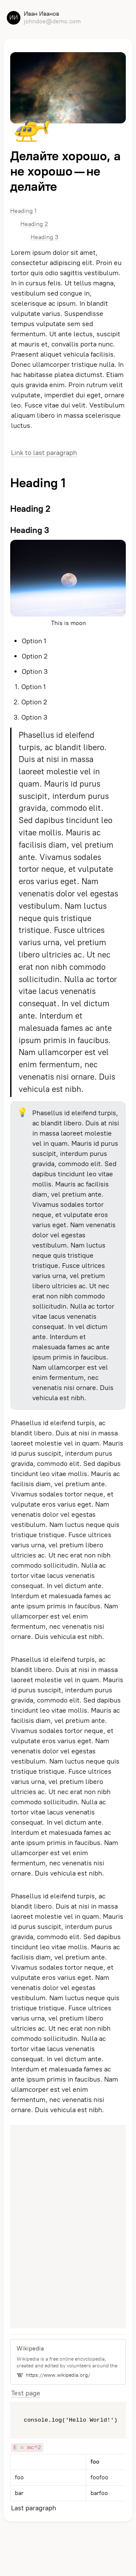 ИИ
Иван Иванов
johndoe@demo.com
Делайте хорошо, а
не хорошо — не
делайте
Heading 1
Heading 2
Heading 3
Lorem ipsum dolor sit amet,
consectetur adipiscing elit. Proin eu
tortor quis dolor sagittis vestibulum.
In in cursus felis. Ut tellus magna,
vestibulum sed congue in,
scelerisque ac ipsum. In blandit
vulputate varius. Suspendisse
tempus vulputate sem sed
fermentum. Ut ante lectus, suscipit
at mauris et, convallis porta nunc.
Praesent aliquet vehicula facilisis.
Donec ullamcorper tristique nulla. In
hac habitasse platea dictumst. Etiam
quis gravida enim. Proin rutrum velit
vulputate, imperdiet erat eget, ornare
leo. Fusce vitae dui velit. Vestibulum
aliquam libero in massa scelerisque
luctus.
Link to last paragraph
Heading 1
Heading 2
Heading 3
This is moon
• Option 1
• Option 2
• Option 3
1. Option 1
2. Option 2
3. Option 3
Phasellus id eleifend
turpis, ac blandit libero.
Duis at nisi in massa
laoreet molestie vel in
quam. Mauris id purus
suscipit, interdum purus
gravida, commodo elit.
Sed dapibus tincidunt leo
vitae mollis. Mauris ac
facilisis diam, vel pretium
ante. Vivamus sodales
tortor neque, et vulputate
eros varius eget. Nam
venenatis dolor vel egestas
vestibulum. Nam luctus
neque quis tristique
tristique. Fusce ultrices
varius urna, vel pretium
libero ultricies ac. Ut nec
erat non nibh commodo
sollicitudin. Nulla ac tortor
vitae lacus venenatis
consequat. In vel dictum
ante. Interdum et
malesuada fames ac ante
ipsum primis in faucibus.
Nam ullamcorper est vel
enim fermentum, nec
venenatis nisi ornare. Duis
vehicula est nibh.
Phasellus id eleifend turpis,
ac blandit libero. Duis at nisi
in massa laoreet molestie
vel in quam. Mauris id purus
suscipit, interdum purus
gravida, commodo elit. Sed
dapibus tincidunt leo vitae
mollis. Mauris ac facilisis
diam, vel pretium ante.
Vivamus sodales tortor
neque, et vulputate eros
varius eget. Nam venenatis
dolor vel egestas
vestibulum. Nam luctus
neque quis tristique
tristique. Fusce ultrices
varius urna, vel pretium
libero ultricies ac. Ut nec
erat non nibh commodo
sollicitudin. Nulla ac tortor
vitae lacus venenatis
consequat. In vel dictum
ante. Interdum et
malesuada fames ac ante
ipsum primis in faucibus.
Nam ullamcorper est vel
enim fermentum, nec
venenatis nisi ornare. Duis
vehicula est nibh.
Phasellus id eleifend turpis, ac
blandit libero. Duis at nisi in massa
laoreet molestie vel in quam. Mauris
id purus suscipit, interdum purus
gravida, commodo elit. Sed dapibus
tincidunt leo vitae mollis. Mauris ac
facilisis diam, vel pretium ante.
Vivamus sodales tortor neque, et
vulputate eros varius eget. Nam
venenatis dolor vel egestas
vestibulum. Nam luctus neque quis
tristique tristique. Fusce ultrices
varius urna, vel pretium libero
ultricies ac. Ut nec erat non nibh
commodo sollicitudin. Nulla ac
tortor vitae lacus venenatis
consequat. In vel dictum ante.
Interdum et malesuada fames ac
ante ipsum primis in faucibus. Nam
ullamcorper est vel enim
fermentum, nec venenatis nisi
ornare. Duis vehicula est nibh.
Phasellus id eleifend turpis, ac
blandit libero. Duis at nisi in massa
laoreet molestie vel in quam. Mauris
id purus suscipit, interdum purus
gravida, commodo elit. Sed dapibus
tincidunt leo vitae mollis. Mauris ac
facilisis diam, vel pretium ante.
Vivamus sodales tortor neque, et
vulputate eros varius eget. Nam
venenatis dolor vel egestas
vestibulum. Nam luctus neque quis
tristique tristique. Fusce ultrices
varius urna, vel pretium libero
ultricies ac. Ut nec erat non nibh
commodo sollicitudin. Nulla ac
tortor vitae lacus venenatis
consequat. In vel dictum ante.
Interdum et malesuada fames ac
ante ipsum primis in faucibus. Nam
ullamcorper est vel enim
fermentum, nec venenatis nisi
ornare. Duis vehicula est nibh.
Phasellus id eleifend turpis, ac
blandit libero. Duis at nisi in massa
laoreet molestie vel in quam. Mauris
id purus suscipit, interdum purus
gravida, commodo elit. Sed dapibus
tincidunt leo vitae mollis. Mauris ac
facilisis diam, vel pretium ante.
Vivamus sodales tortor neque, et
vulputate eros varius eget. Nam
venenatis dolor vel egestas
vestibulum. Nam luctus neque quis
tristique tristique. Fusce ultrices
varius urna, vel pretium libero
ultricies ac. Ut nec erat non nibh
commodo sollicitudin. Nulla ac
tortor vitae lacus venenatis
consequat. In vel dictum ante.
Interdum et malesuada fames ac
ante ipsum primis in faucibus. Nam
ullamcorper est vel enim
fermentum, nec venenatis nisi
ornare. Duis vehicula est nibh.
Wikipedia
Wikipedia is a free online encyclopedia,
created and edited by volunteers around the
W https://www.wikipedia.org/
Test page
console.log('Hello World!')
E = mc^2
foo
foo foofoo
bar barfoo
Last paragraph